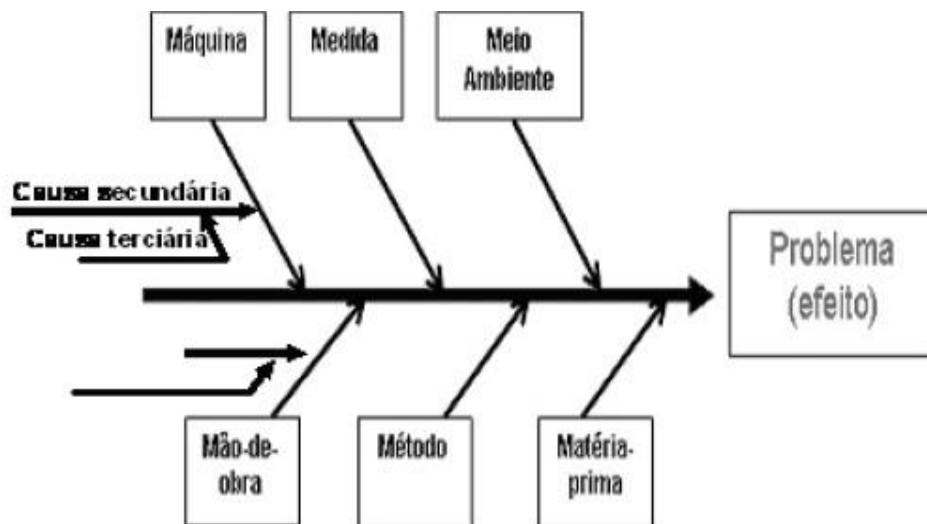 Máquina
Medida
Meio
Ambiente
Causa secundária
Causa terciária
Problema
(efeito)
Mão-de-
obra
Método
Matéria-
prima